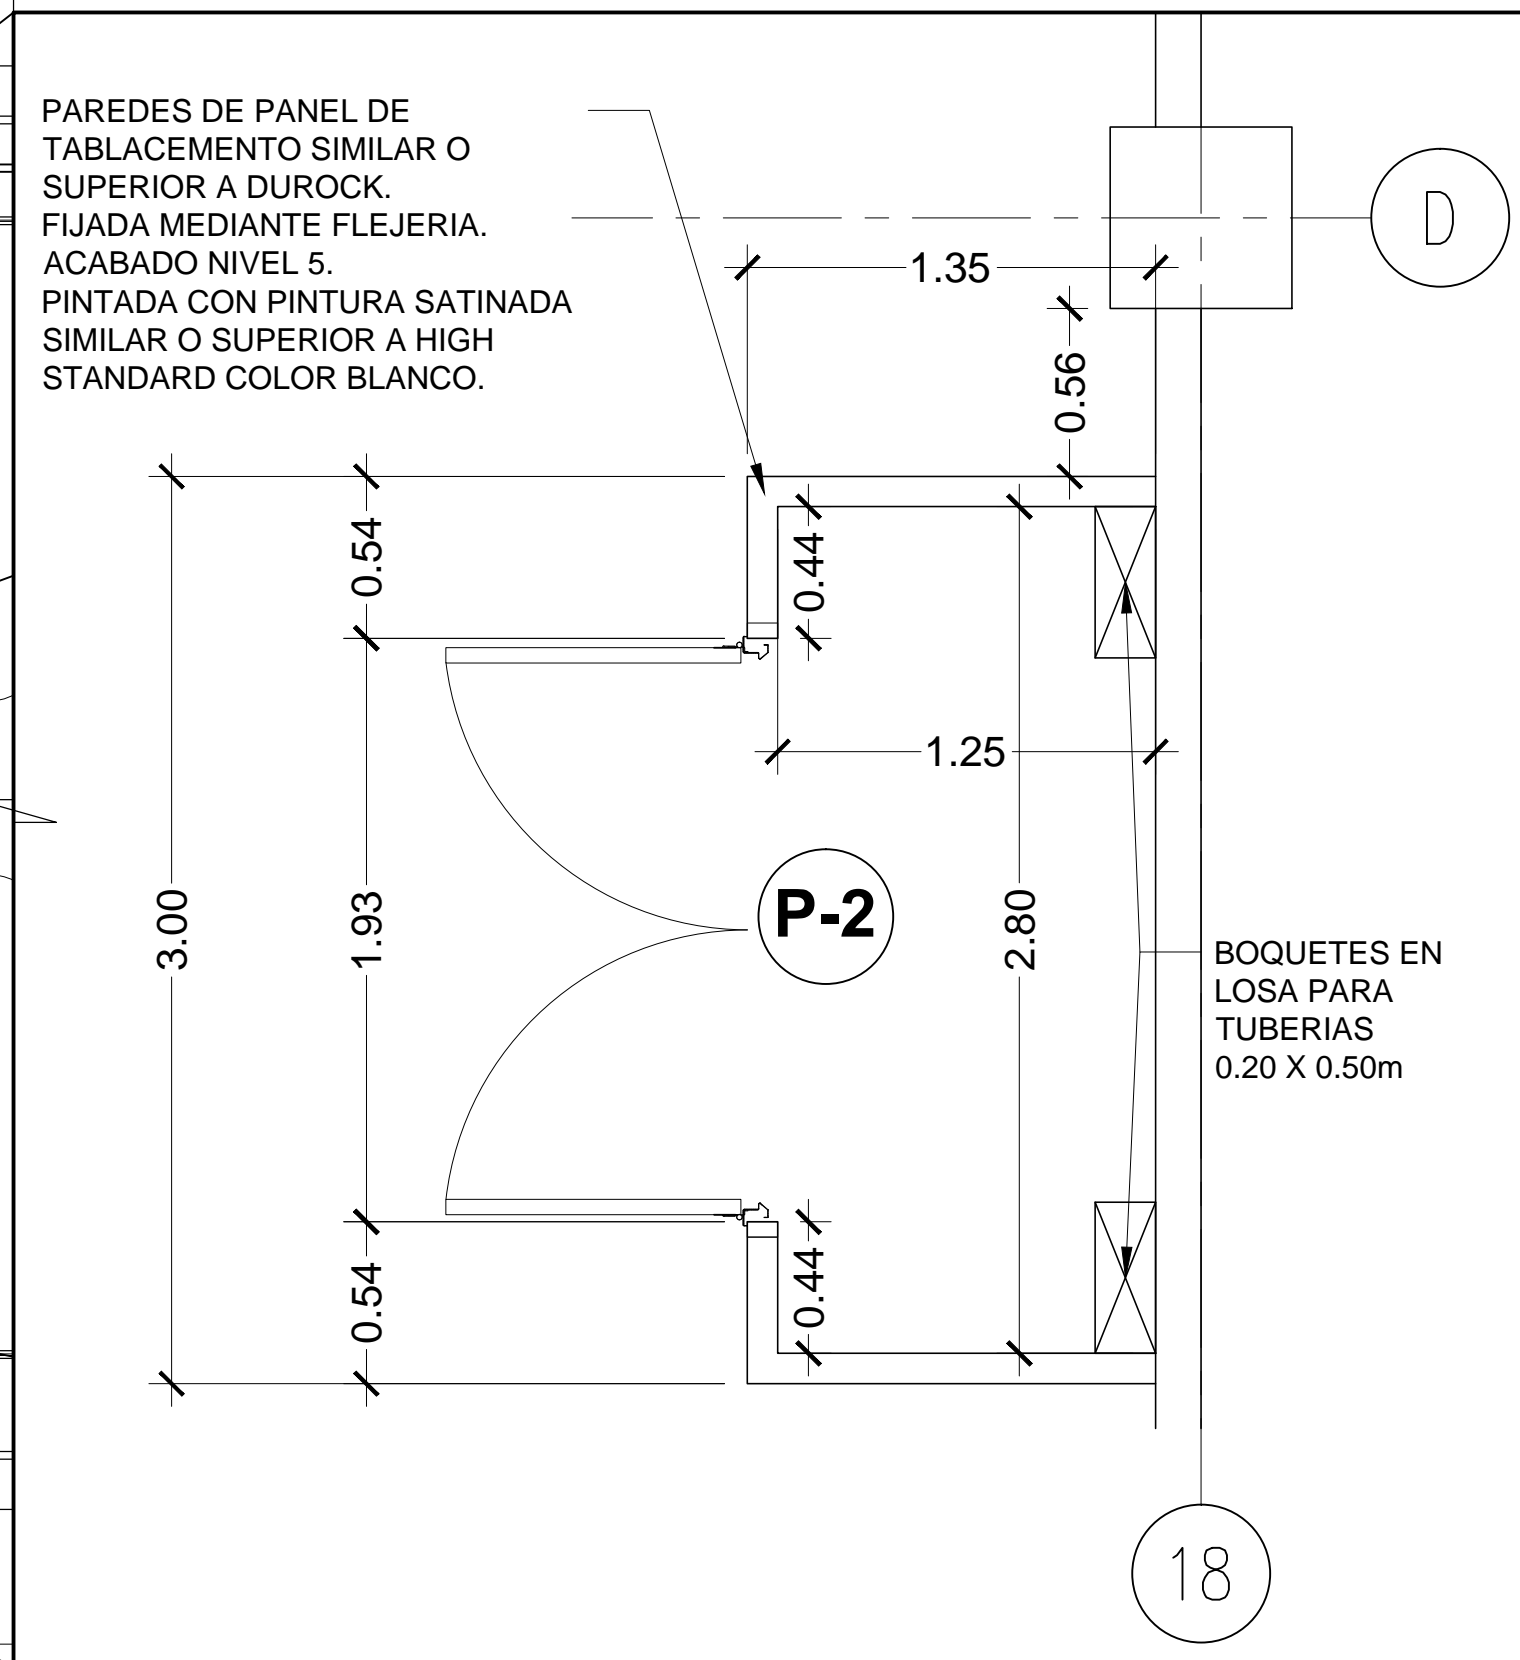 PAREDES DE PANEL DE
TABLACEMENTO SIMILAR O
SUPERIOR A DUROCK.
FIJADA MEDIANTE FLEJERIA.
ACABADO NIVEL 5.
PINTADA CON PINTURA SATINADA
SIMILAR O SUPERIOR A HIGH
STANDARD COLOR BLANCO.
D
1.35
0.56
0.54
0.44
1.25
3.00
1.93
P-2
2.80
BOQUETES EN
LOSA PARA
TUBERIAS
0.20 X 0.50m
0.54
0.44
18